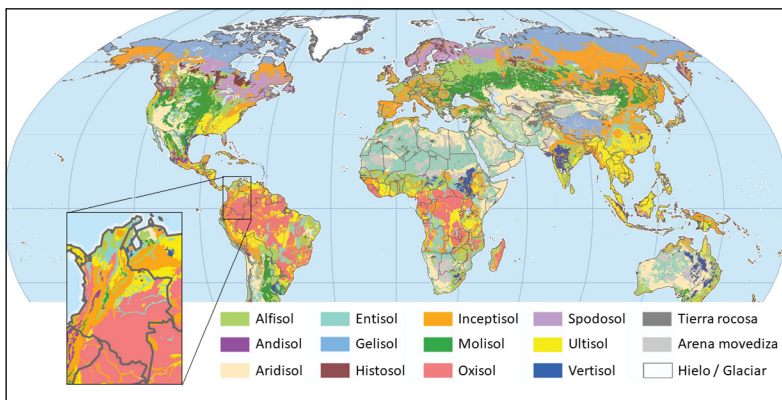 Alfisol Entisol Inceptisol Spodosol Tierra rocosa
Andisol Gelisol Molisol Ultisol Arena movediza
Aridisol Histosol Oxisol Vertisol Hielo / Glaciar